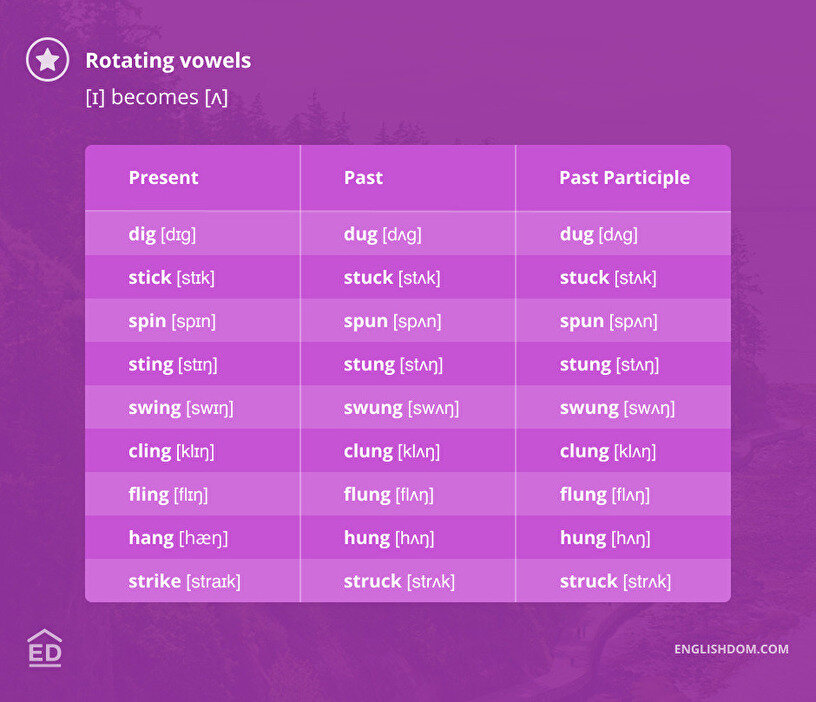 Rotating vowels
[ɪ] becomes [ʌ]
Present Past Past Participle
dig [dɪg] dug [dʌg] dug [dʌg]
stick [stɪk] stuck [stʌk] stuck [stʌk]
spin [spɪn] spun [spʌn] spun [spʌn]
sting [stɪŋ] stung [stʌŋ] stung [stʌŋ]
swing [swɪŋ] swung [swʌŋ] swung [swʌŋ]
cling [klɪŋ] clung [klʌŋ] clung [klʌŋ]
fling [flɪŋ] flung [flʌŋ] flung [flʌŋ]
hang [hæŋ] hung [hʌŋ] hung [hʌŋ]
strike [straɪk] struck [strʌk] struck [strʌk]
ED
ENGLISHDOM.COM